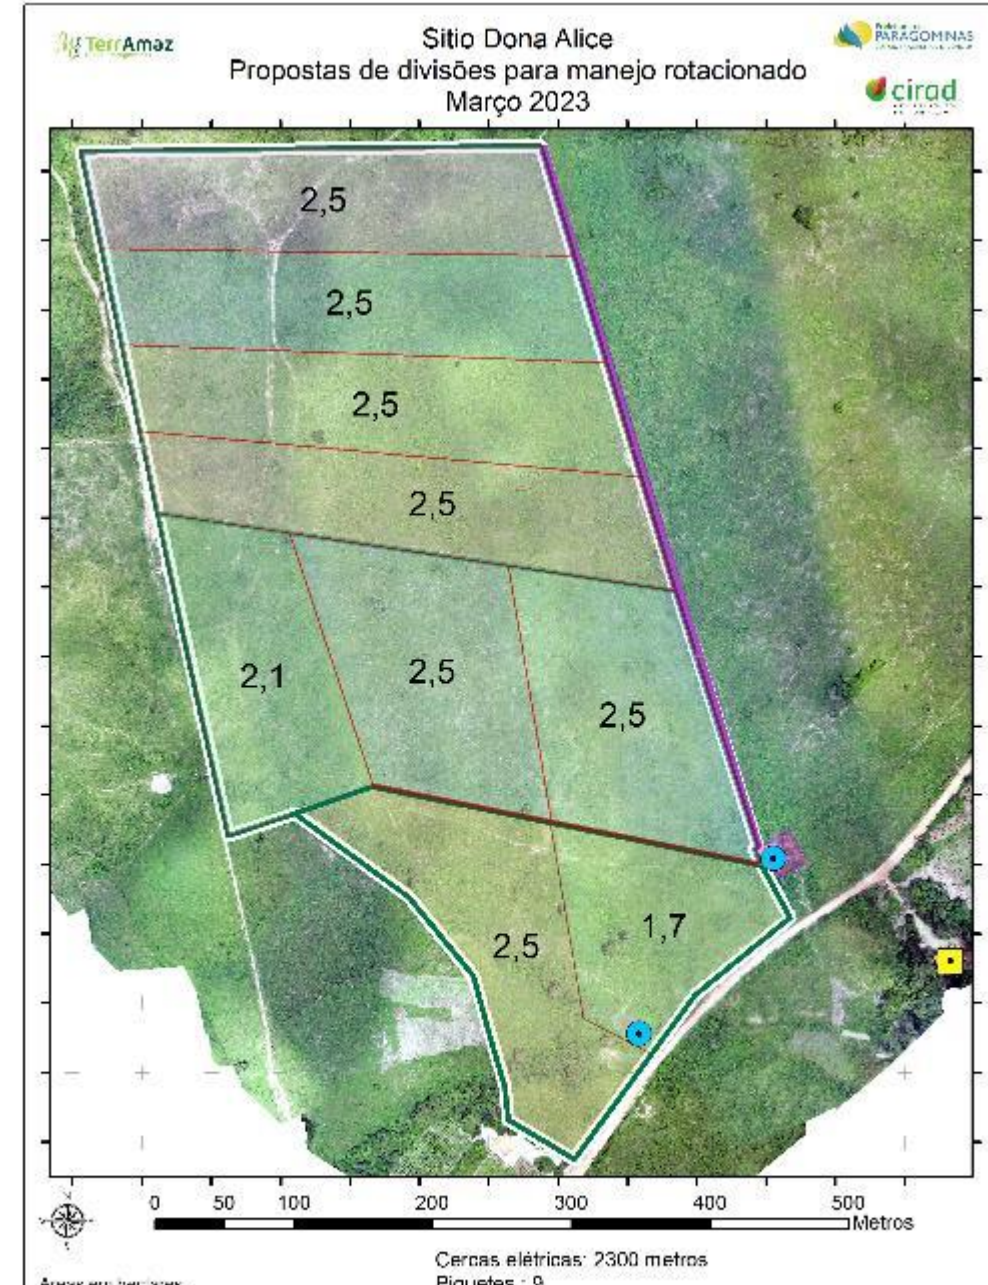 TerrAmaz
Sitio Dona Alice
Propostas de divisões para manejo rotacionado
Março 2023
PARAGOMINAS
cirad
2,5
2,5
2,5
2,5
2,1
2,5
2,5
2,5
1,7
0 50 100 200 300 400 500
Metros
Cercas elétricas: 2300 metros
Piquetes : 9